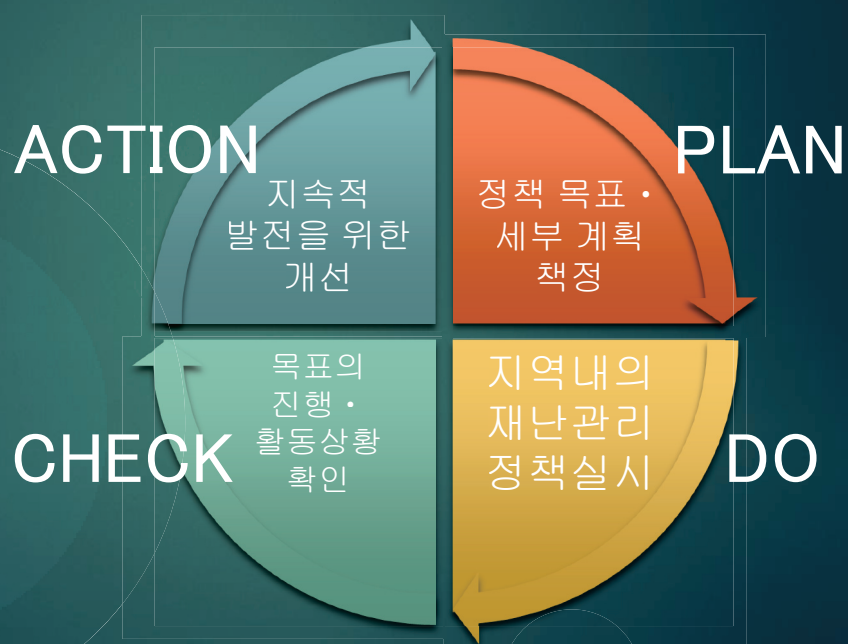 ACTION
지속적
발전을 위한
개선
PLAN
정책 목표・
세부 계획
책정
CHECK
목표의
진행・
활동상황
확인
DO
지역내의
재난관리
정책실시